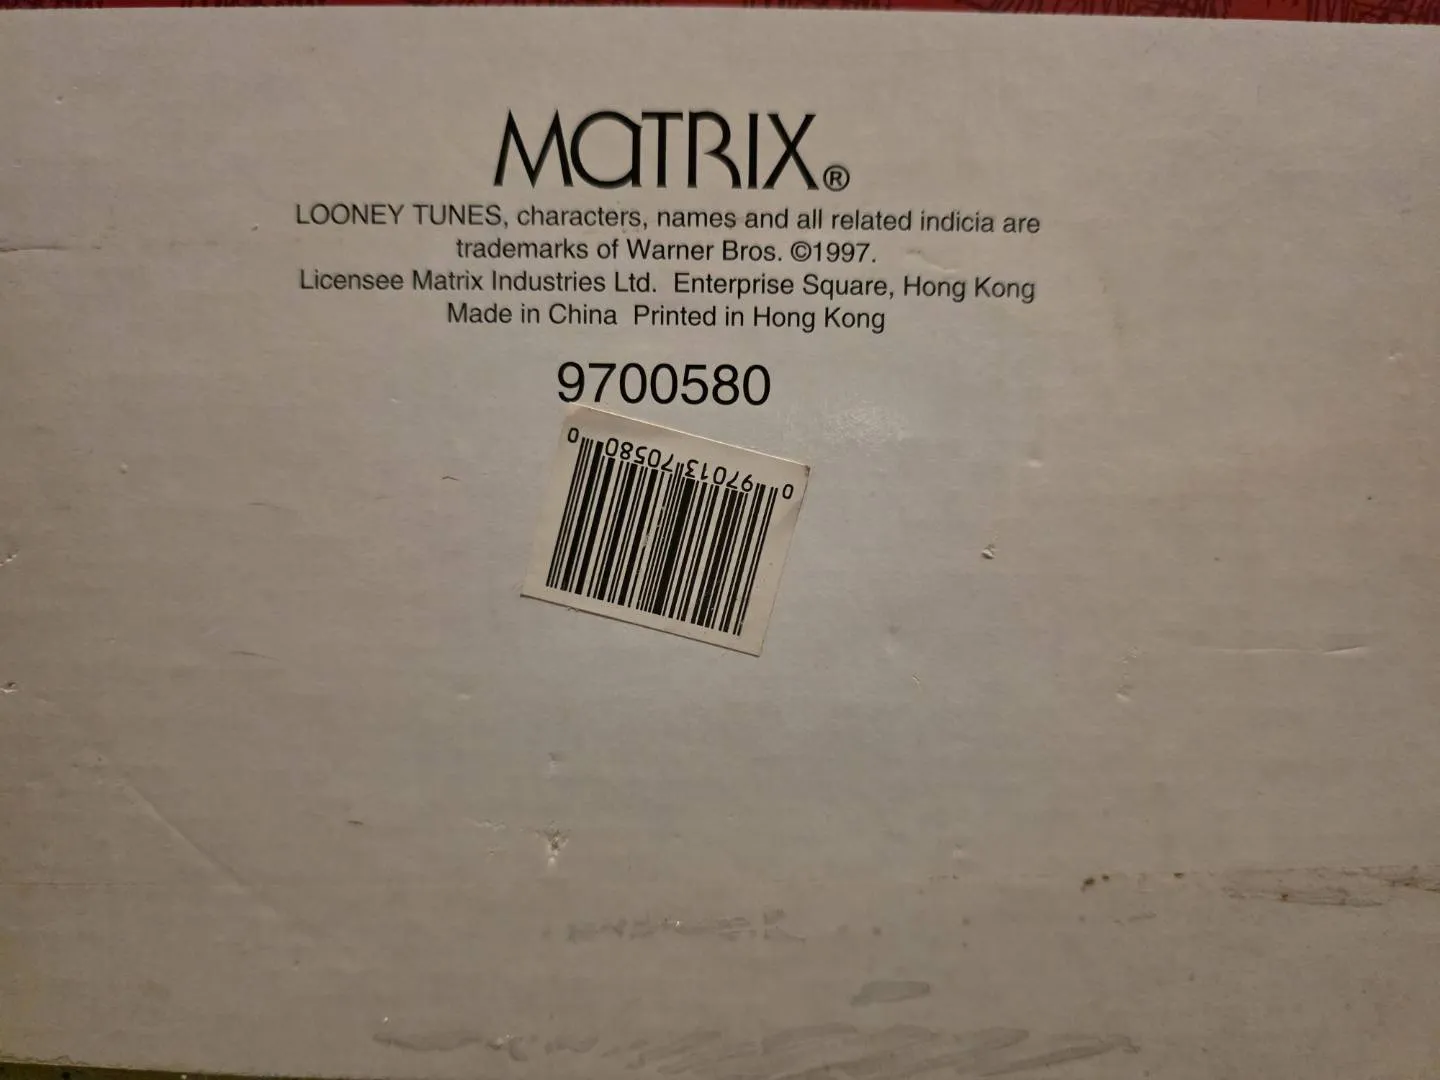 MATRIX®
LOONEY TUNES, characters, names and all related indicia are
trademarks of Warner Bros. ©1997.
Licensee Matrix Industries Ltd. Enterprise Square, Hong Kong
Made in China Printed in Hong Kong
9700580
0 97013 70580 0